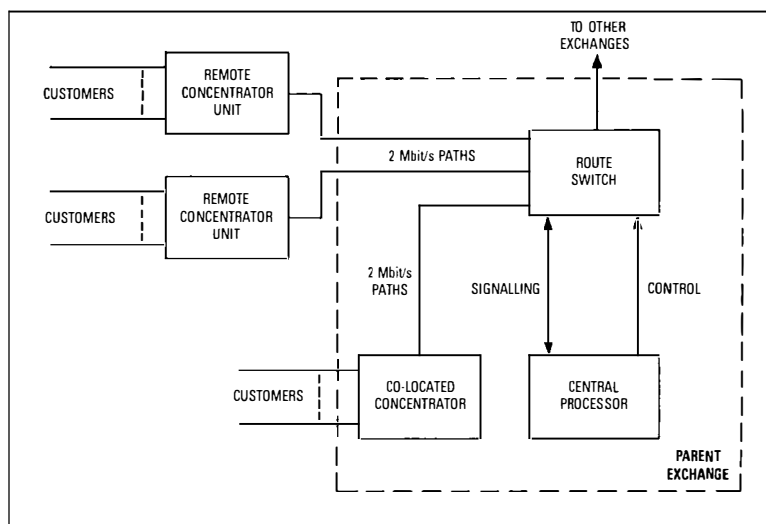 TO OTHER
EXCHANGES
CUSTOMERS
REMOTE
CONCENTRATOR
UNIT
2 Mbit/s PATHS
ROUTE
SWITCH
CUSTOMERS
REMOTE
CONCENTRATOR
UNIT
2 Mbit/s
PATHS
SIGNALLING
CONTROL
CUSTOMERS
CO-LOCATED
CONCENTRATOR
CENTRAL
PROCESSOR
PARENT
EXCHANGE